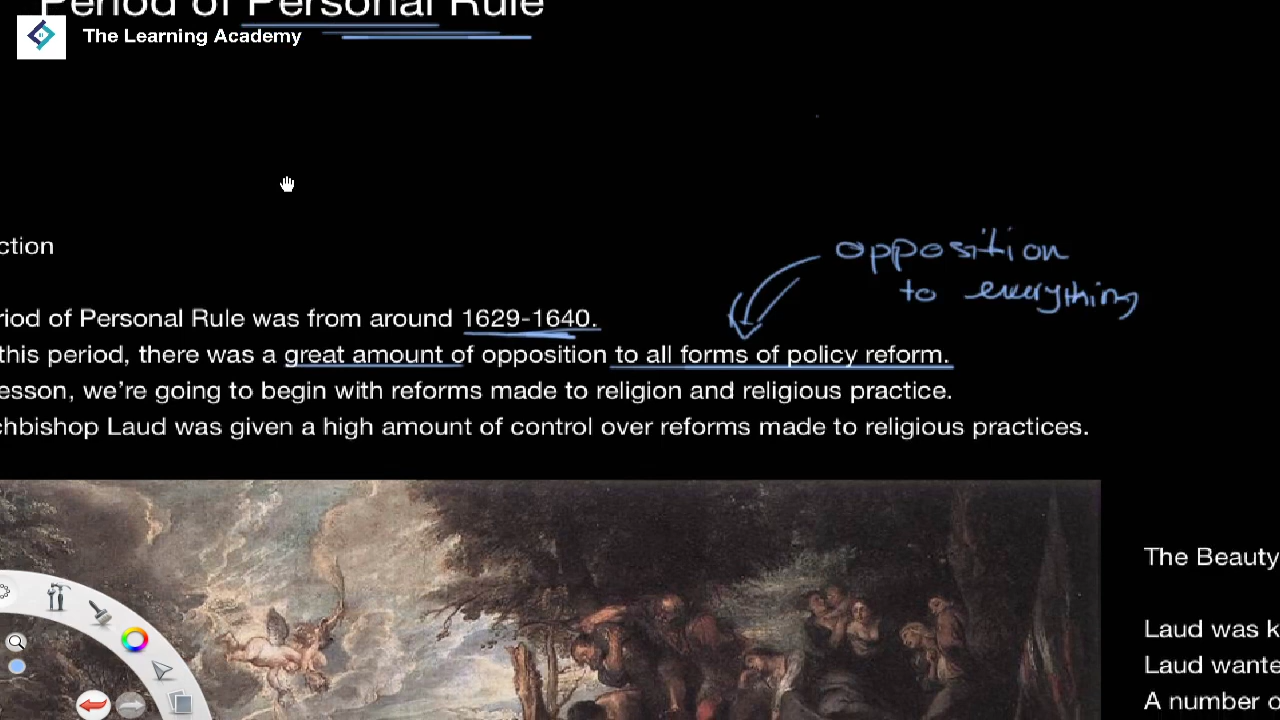 Period of Personal Rule
The Learning Academy
ction
opposition
to everything
riod of Personal Rule was from around 1629-1640.
this period, there was a great amount of opposition to all forms of policy reform.
esson, we're going to begin with reforms made to religion and religious practice.
chbishop Laud was given a high amount of control over reforms made to religious practices.
The Beauty
Laud was k
Laud wante
A number o